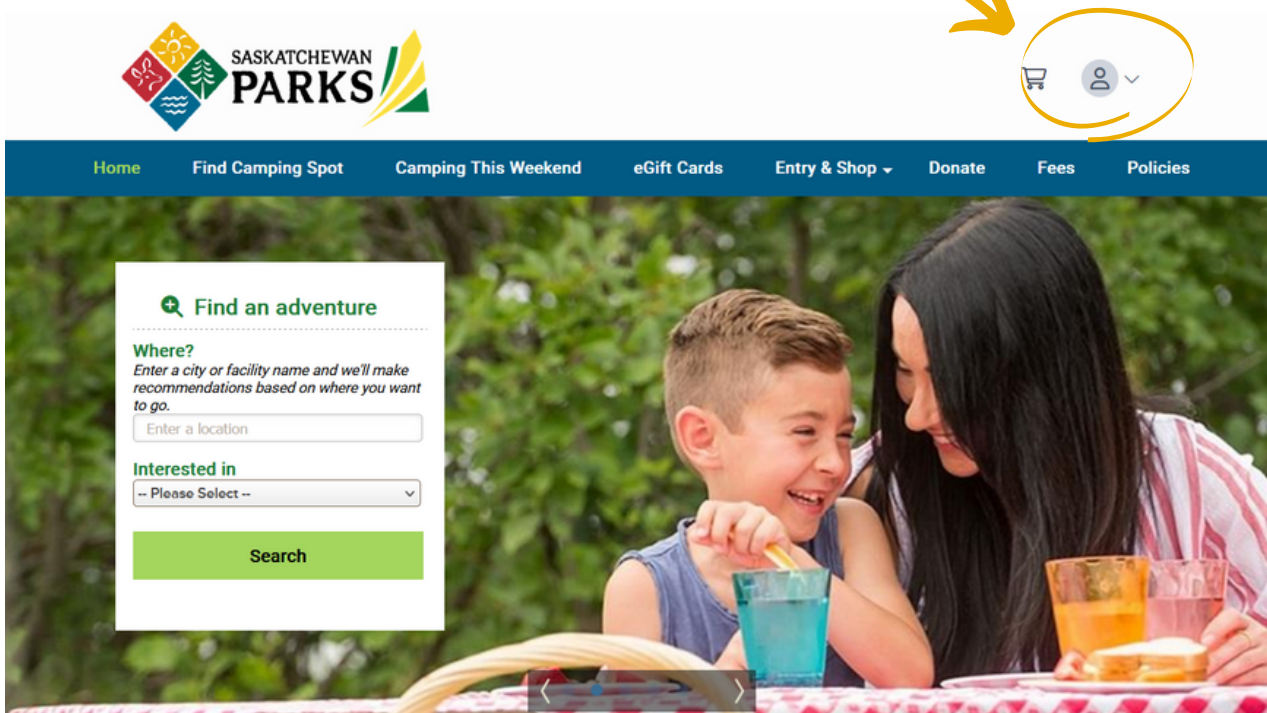 SASKATCHEWAN
PARKS
Home Find Camping Spot Camping This Weekend eGift Cards Entry & Shop Donate Fees Policies
Find an adventure
Where?
Enter a city or facility name and we'll make
recommendations based on where you want
to go.
Enter a location
Interested in
-- Please Select --
Search